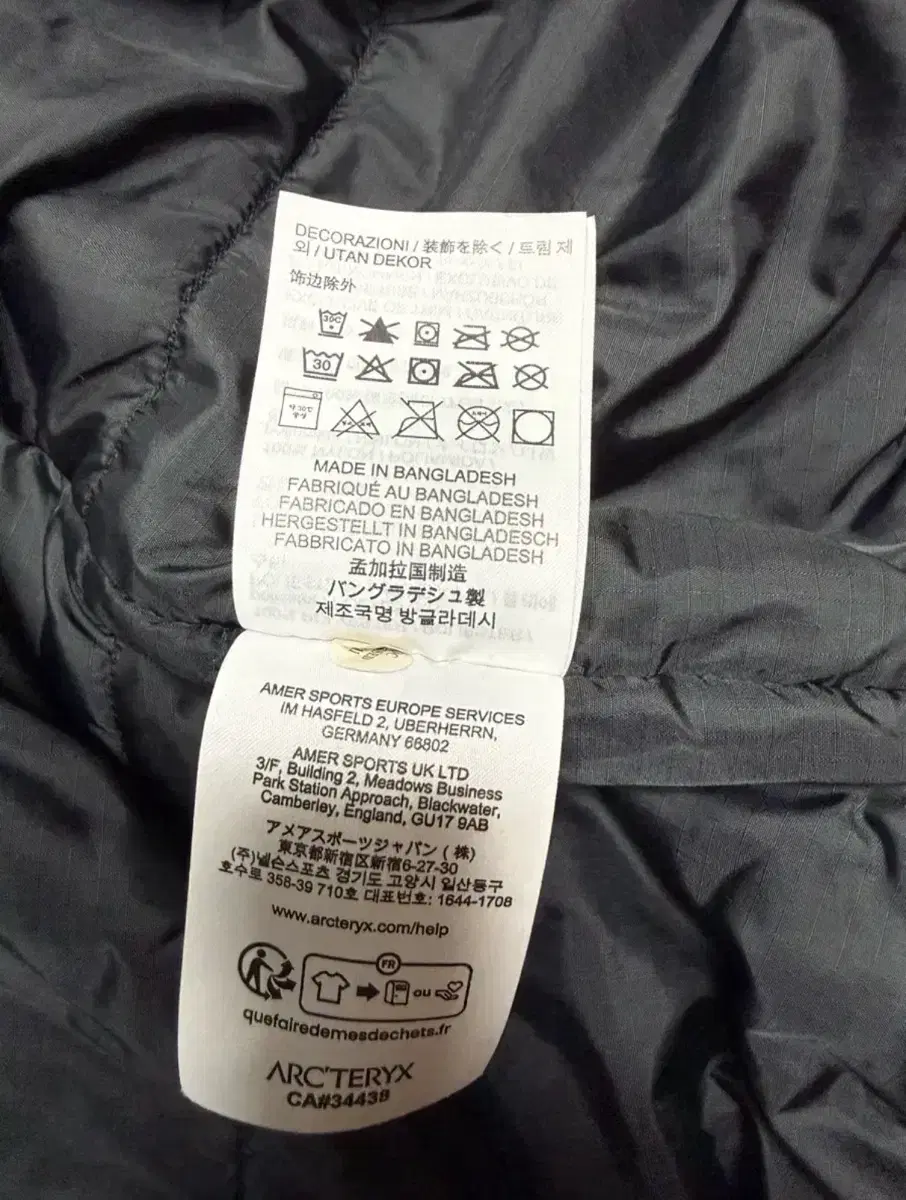 DECORAZIONI / 装飾を除く / 트림 제
외 / UTAN DEKOR
饰边除外
30C
30
약 30℃
중성
MADE IN BANGLADESH
FABRIQUÉ AU BANGLADESH
FABRICADO EN BANGLADESH
HERGESTELLT IN BANGLADESCH
FABBRICATO IN BANGLADESH
孟加拉国制造
バングラデシュ製
제조국명 방글라데시
AMER SPORTS EUROPE SERVICES
IM HASFELD 2, UBERHERRN,
GERMANY 66802
AMER SPORTS UK LTD
3/F, Building 2, Meadows Business
Park Station Approach, Blackwater,
Camberley, England, GU17 9AB
アメアスポーツジャパン (株)
東京都新宿区新宿6-27-30
(주)넬슨스포츠 경기도 고양시 일산동구
호수로 358-39 710호 대표번호: 1644-1708
www.arcteryx.com/help
FR
ou
quefairedemesdechets.fr
ARC'TERYX
CA#34438